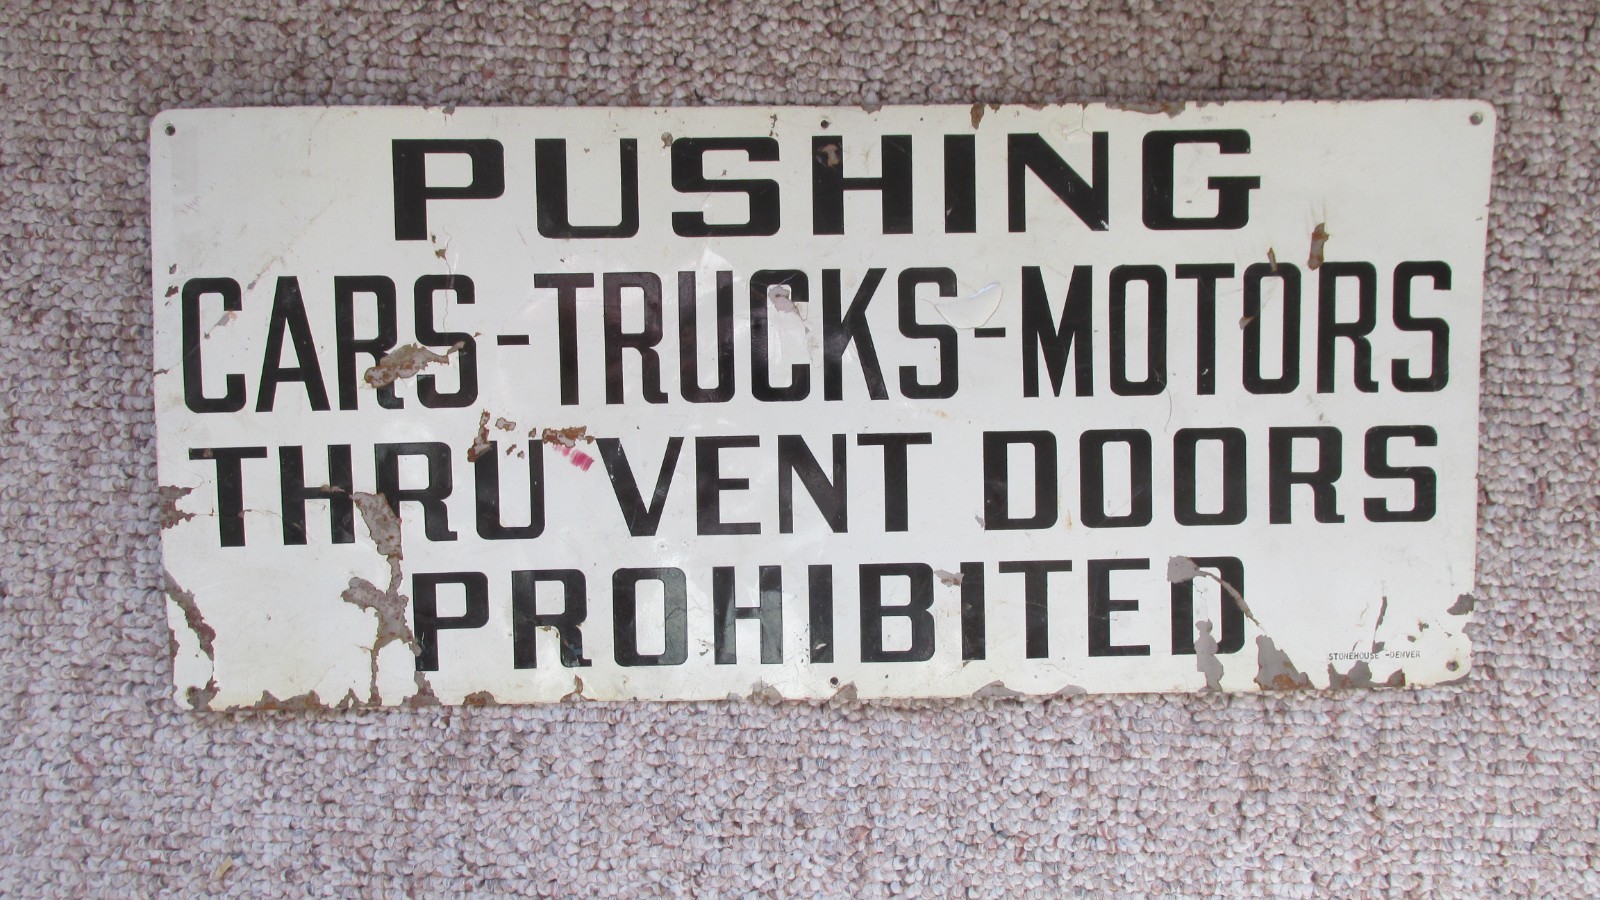 PUSHING
CARS-TRUCKS-MOTORS
THRU VENT DOORS
PROHIBITED
STONEHOUSE -DENVER